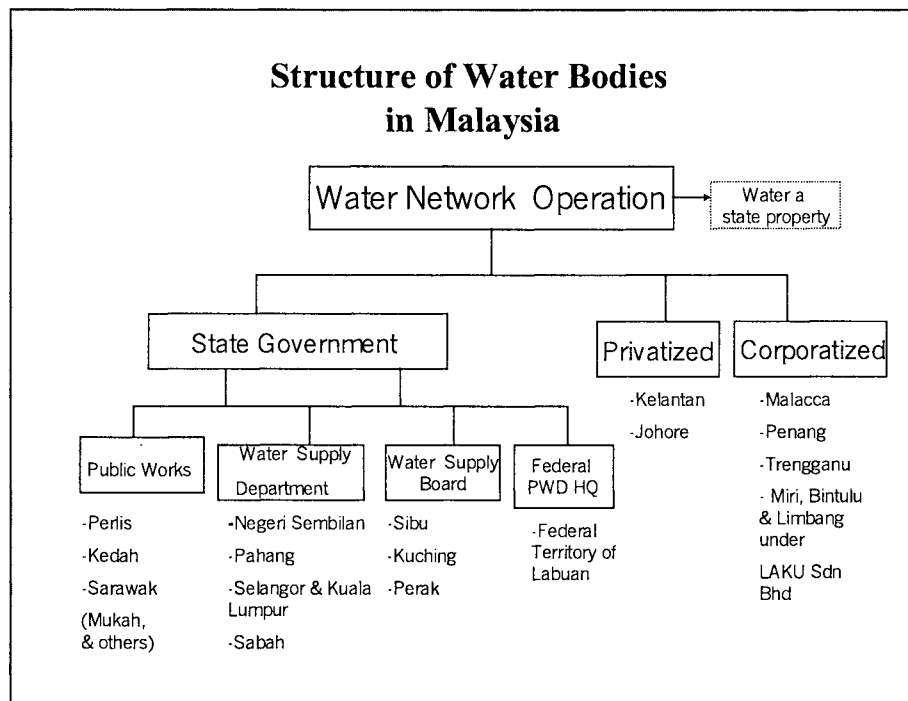 Structure of Water Bodies
in Malaysia
Water Network Operation
Water a
state property
State Government
Privatized
Corporatized
-Kelantan
-Johore
-Malacca
-Penang
-Trengganu
- Miri, Bintulu
& Limbang
under
LAKU Sdn
Bhd
Public Works
Water Supply
Department
Water Supply
Board
Federal
PWD HQ
-Perlis
-Kedah
-Sarawak
(Mukah,
& others)
-Negeri Sembilan
-Pahang
-Selangor & Kuala
Lumpur
-Sabah
-Sibu
-Kuching
-Perak
-Federal
Territory of
Labuan